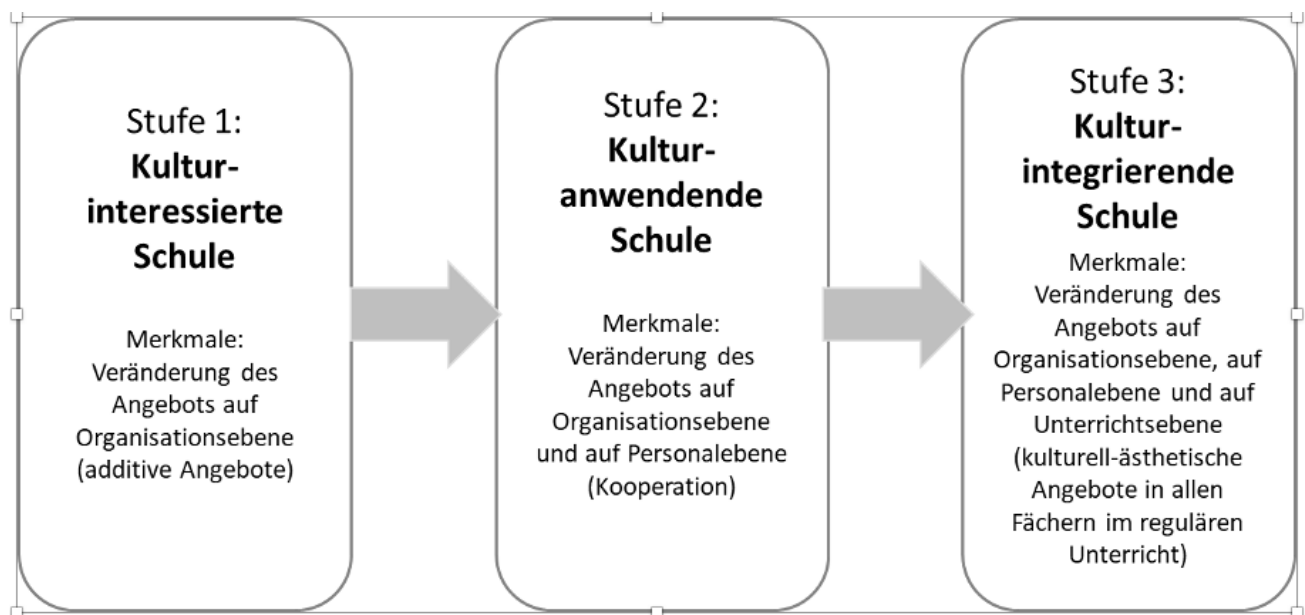 Stufe 1:
Kultur-
interessierte
Schule
Merkmale:
Veränderung des
Angebots auf
Organisationsebene
(additive Angebote)
Stufe 2:
Kultur-
anwendende
Schule
Merkmale:
Veränderung des
Angebots auf
Organisationsebene
und auf Personalebene
(Kooperation)
Stufe 3:
Kultur-
integrierende
Schule
Merkmale:
Veränderung des
Angebots auf
Organisationsebene, auf
Personalebene und auf
Unterrichtsebene
(kulturell-ästhetische
Angebote in allen
Fächern im regulären
Unterricht)